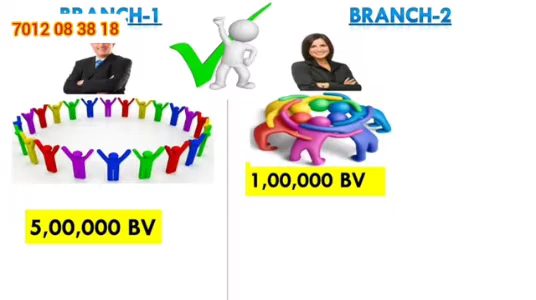 BRANCH-1
BRANCH-2
7012 08 38 18
1,00,000 BV
5,00,000 BV